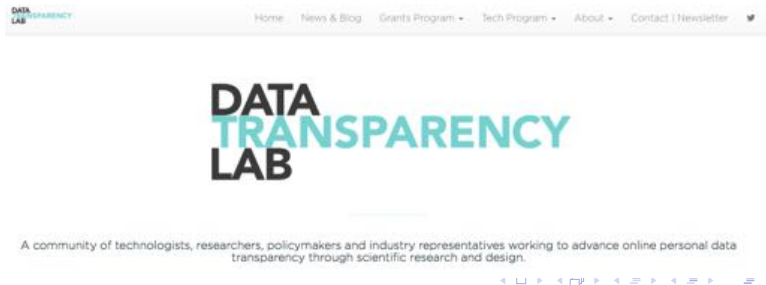 DATA
TRANSPARENCY
LAB
Home News & Blog Grants Program Tech Program About Contact | Newsletter
DATA
TRANSPARENCY
LAB
A community of technologists, researchers, policymakers and industry representatives working to advance online personal data
transparency through scientific research and design.